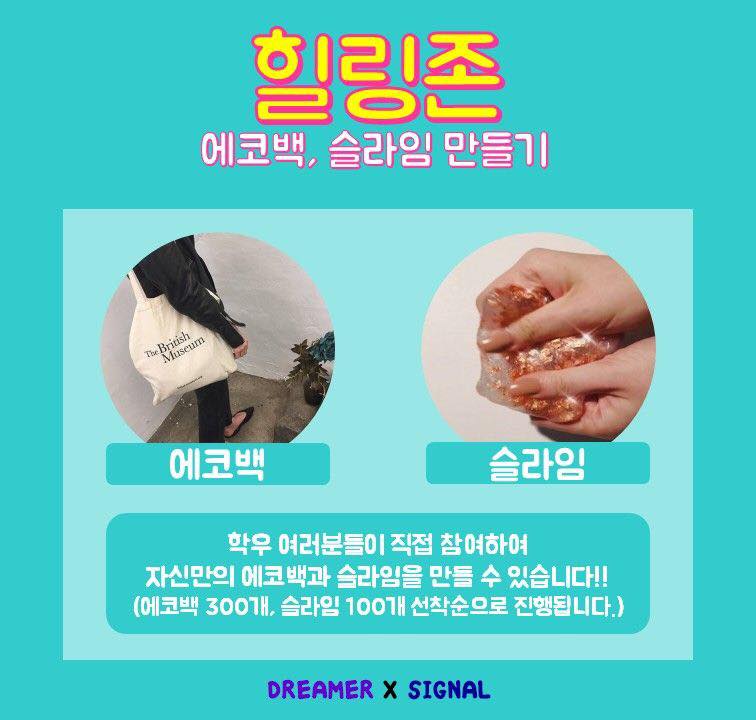 힐링존
에코백, 슬라임 만들기
The British
Museum
에코백
슬라임
학우 여러분들이 직접 참여하여
자신만의 에코백과 슬라임을 만들 수 있습니다!!
(에코백 300개, 슬라임 100개 선착순으로 진행됩니다.)
DREAMER X SIGNAL